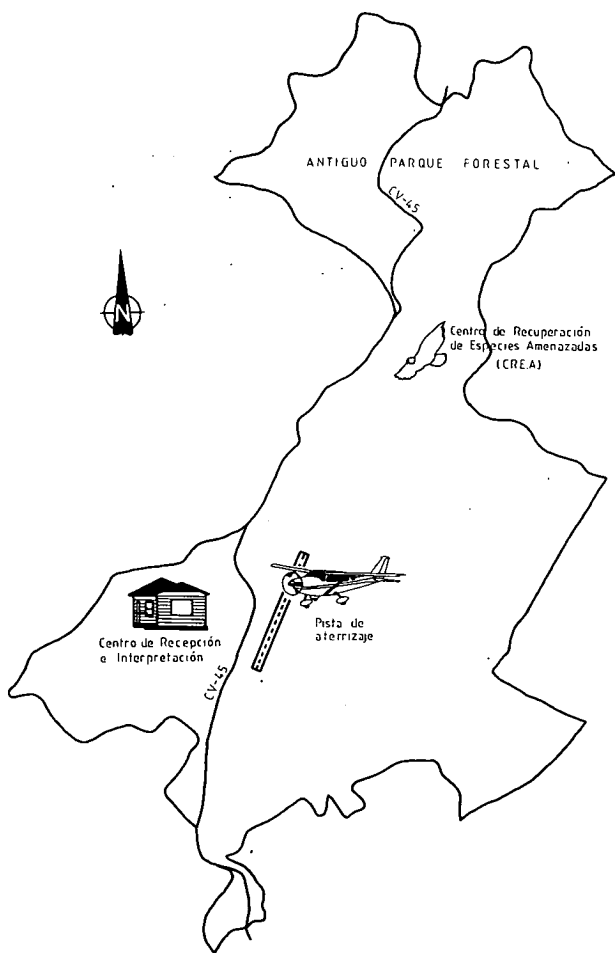 ANTIGUO PARQUE FORESTAL
CV-45
N
Centro de Recuperación
de Especies Amenazadas
(CRE.A)
Pista de
aterrizaje
Centro de Recepción
e Interpretación
CV-45